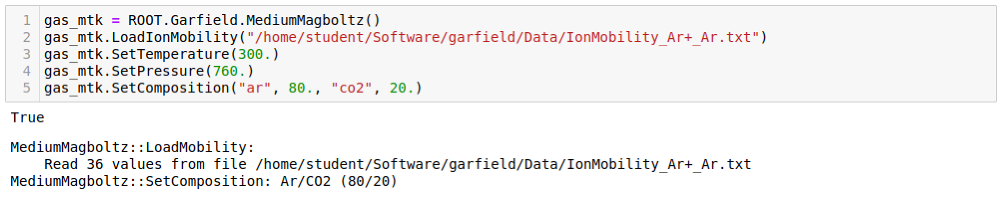 1 gas_mtk = ROOT.Garfield.MediumMagboltz()
2 gas_mtk.LoadIonMobility("/home/student/Software/garfield/Data/IonMobility_Ar+_Ar.txt")
3 gas_mtk.SetTemperature(300.)
4 gas_mtk.SetPressure(760.)
5 gas_mtk.SetComposition("ar", 80., "co2", 20.)
True
MediumMagboltz::LoadMobility:
    Read 36 values from file /home/student/Software/garfield/Data/IonMobility_Ar+_Ar.txt
MediumMagboltz::SetComposition: Ar/CO2 (80/20)